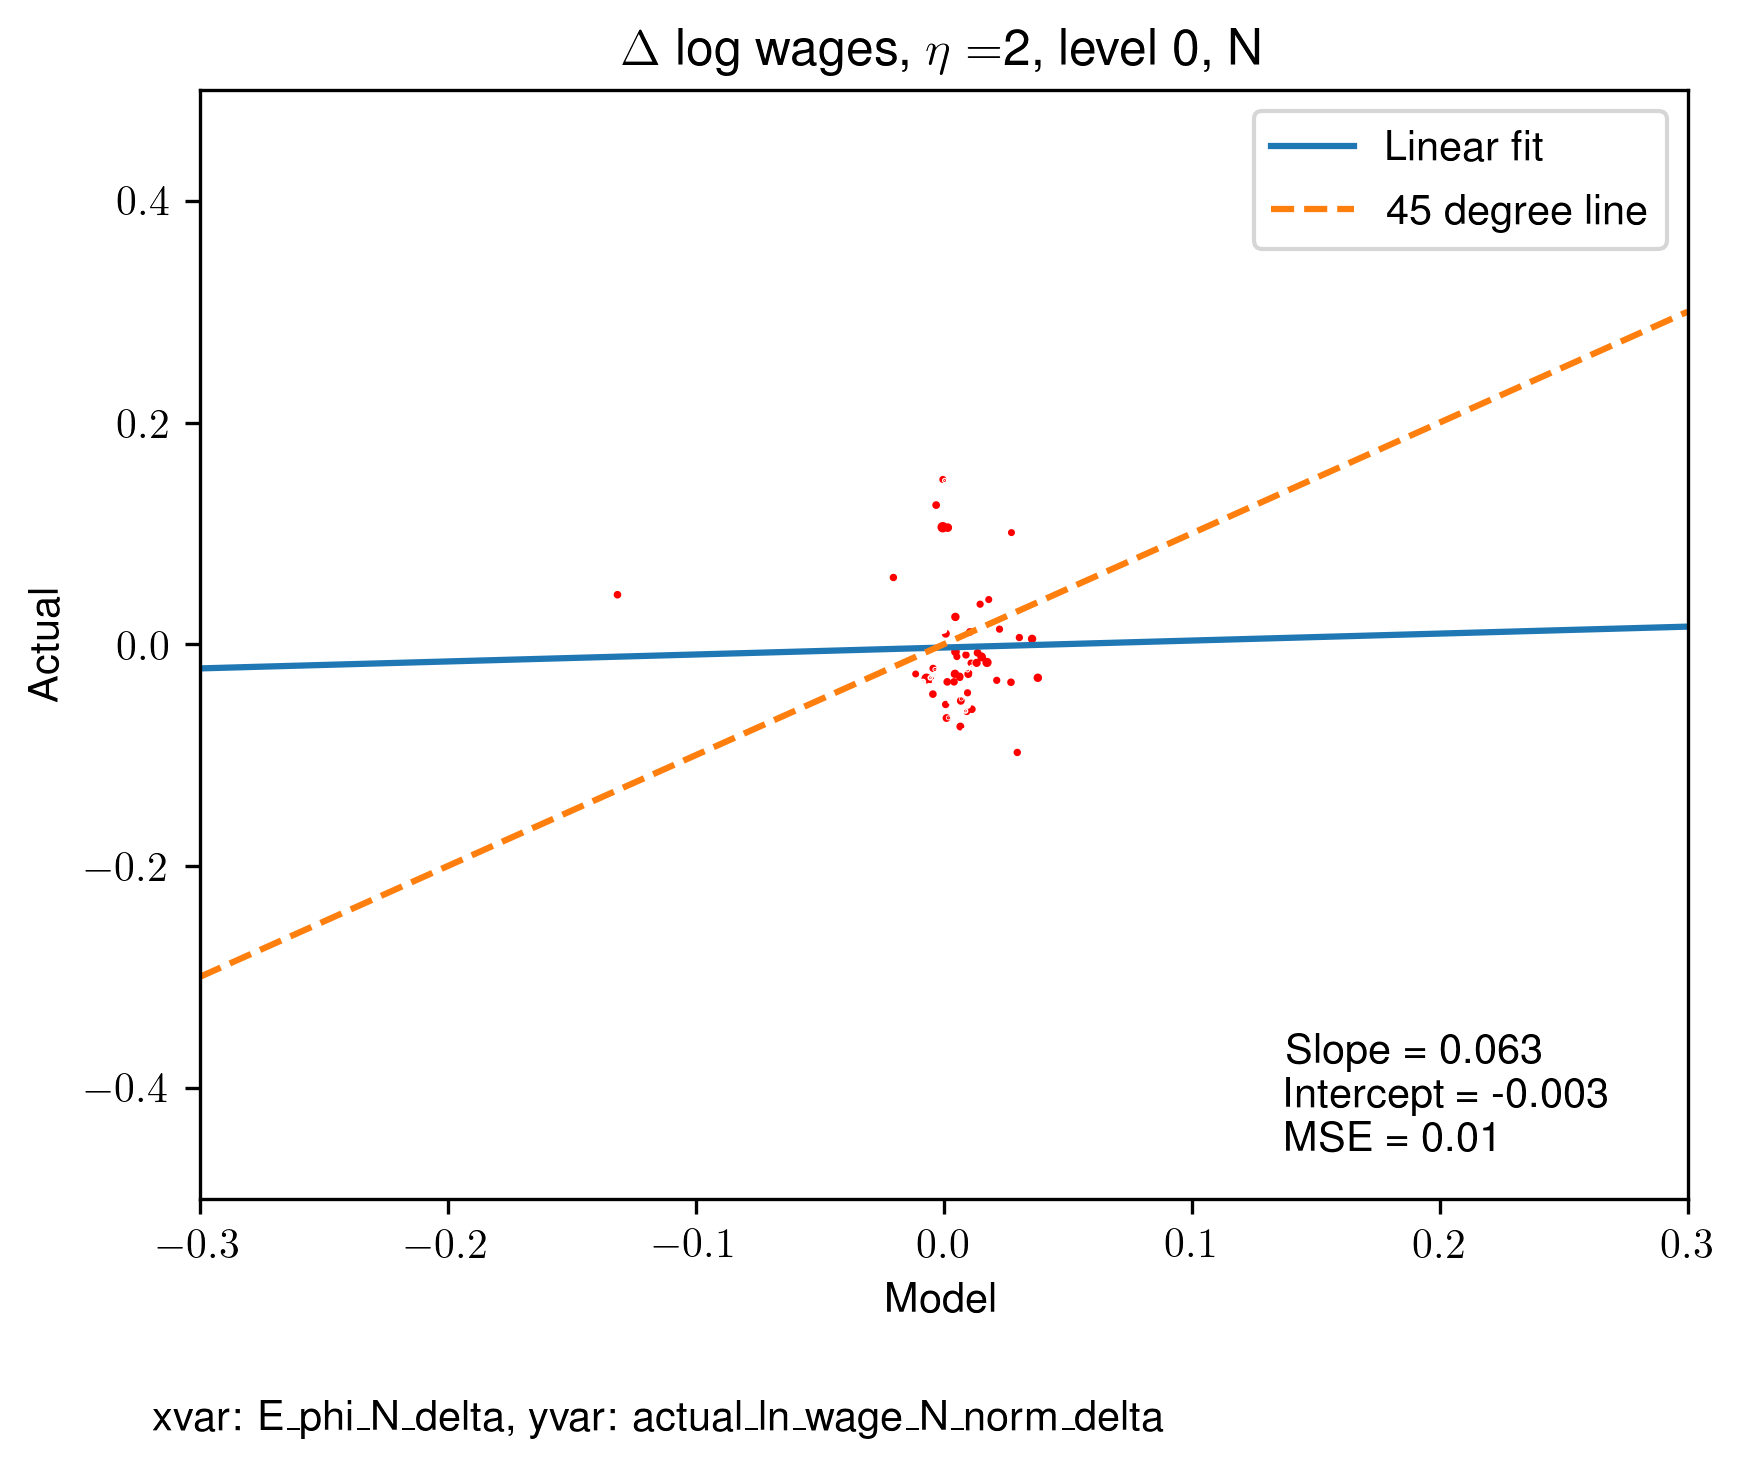 Δ log wages, η =2, level 0, N
Linear fit
45 degree line
0.4
0.2
0.0
−0.2
−0.4
Actual
Slope = 0.063
Intercept = -0.003
MSE = 0.01
−0.3 −0.2 −0.1 0.0 0.1 0.2 0.3
Model
xvar: E_phi_N_delta, yvar: actual_ln_wage_N_norm_delta